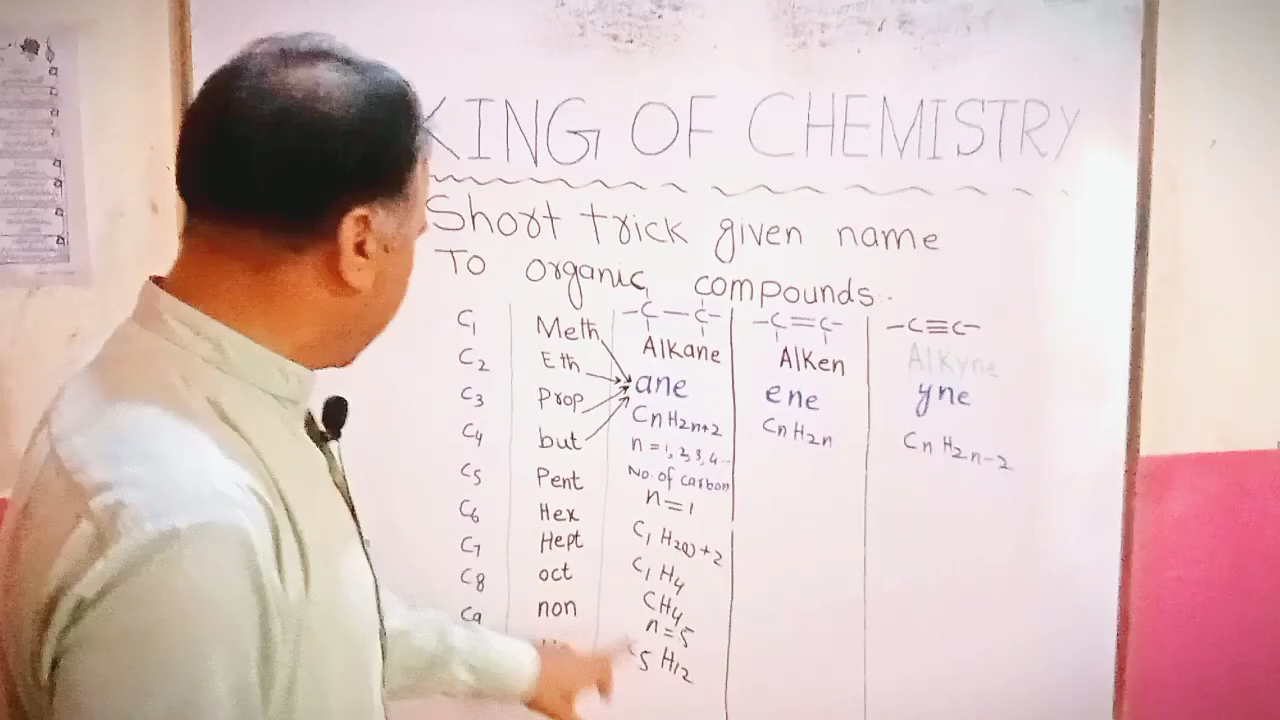 KING OF CHEMISTRY
Short trick given name
To organic compounds.
C1 Meth -C-C- -C=C- -C≡C-
Alkane Alken Alkyne
C2 Eth ane ene yne
C3 Prop CnH2n+2 CnH2n CnH2n-2
C4 but n=1,2,3,4--
C5 Pent No. of carbon
n=1
C6 Hex
C7 Hept C1H2(1)+2
C8 oct C1H4
C9 non CH4
n=5
C5H12